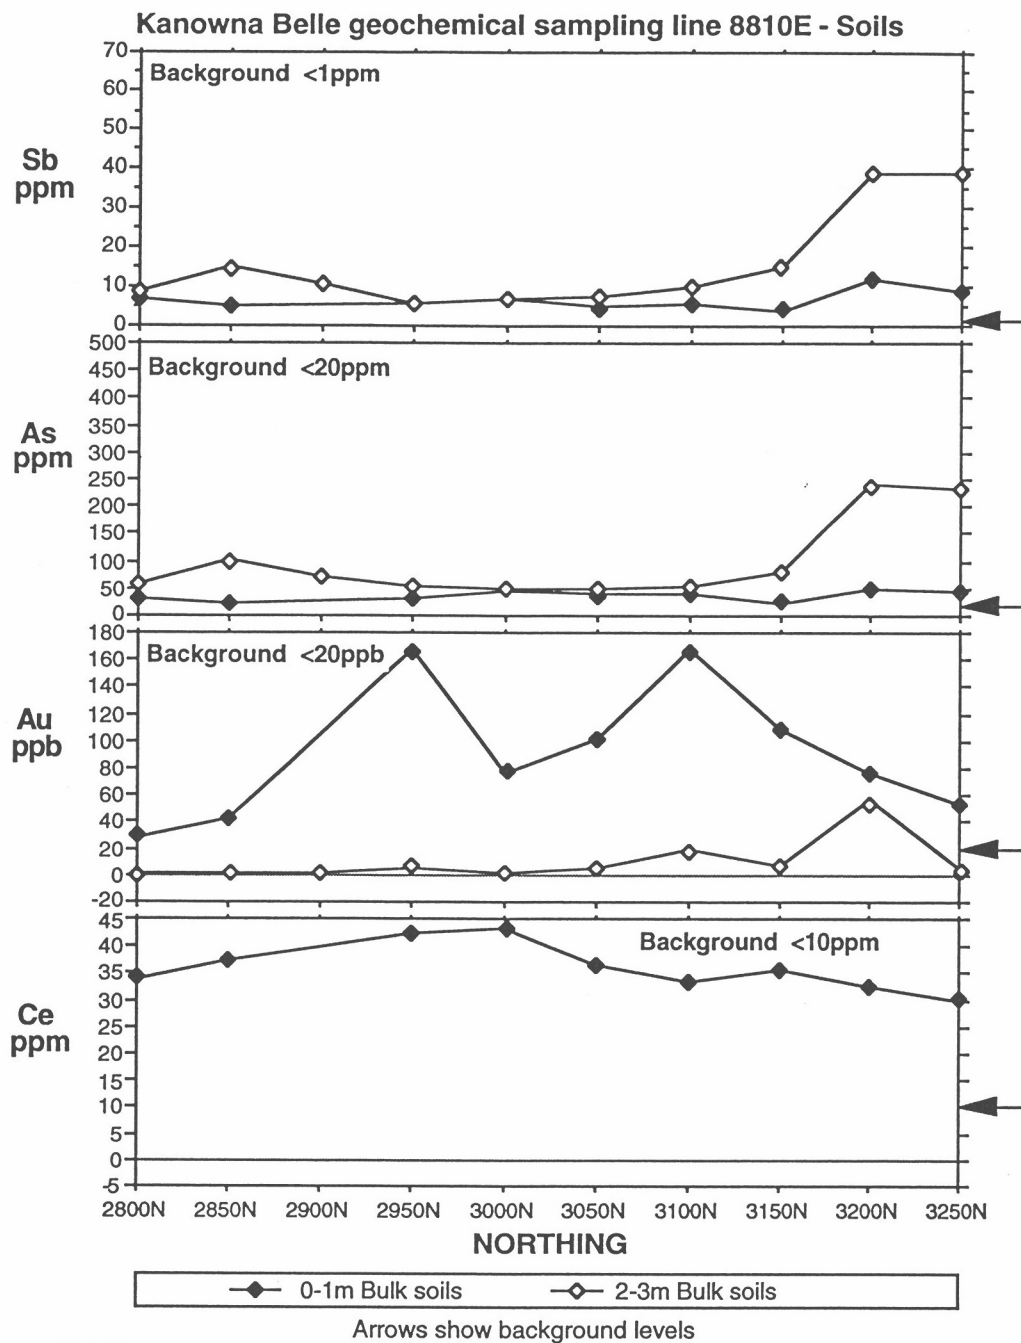 Kanowna Belle geochemical sampling line 8810E - Soils
Background <1ppm
Sb
ppm
70
60
50
40
30
20
10
0
Background <20ppm
As
ppm
500
450
400
350
300
250
200
150
100
50
0
Background <20ppb
Au
ppb
180
160
140
120
100
80
60
40
20
0
-20
Background <10ppm
Ce
ppm
45
40
35
30
25
20
15
10
5
0
-5
2800N 2850N 2900N 2950N 3000N 3050N 3100N 3150N 3200N 3250N
NORTHING
0-1m Bulk soils 2-3m Bulk soils
Arrows show background levels